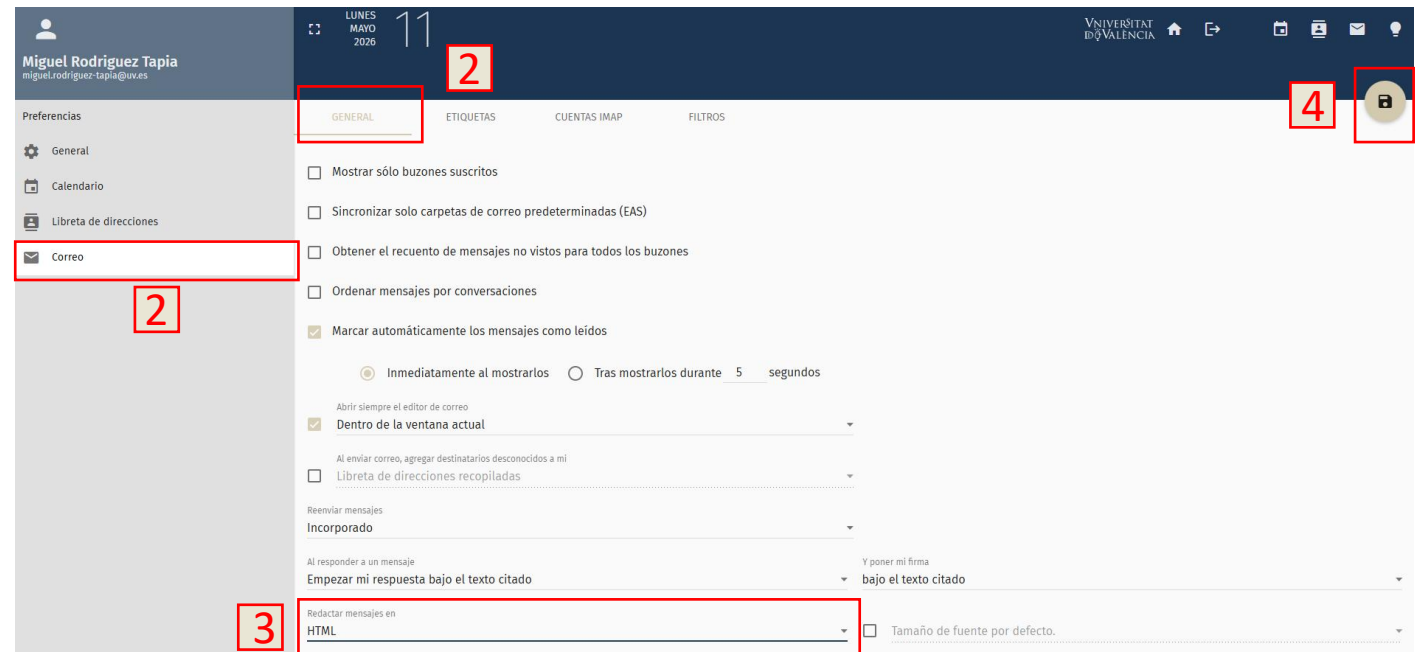 LUNES
MAYO
2026
11
VNIVERSITAT
DӦVALÈNCIA
Miguel Rodriguez Tapia
miguel.rodriguez-tapia@uv.es
2
4
Preferencias
GENERAL
ETIQUETAS
CUENTAS IMAP
FILTROS
General
Calendario
Libreta de direcciones
Correo
2
Mostrar sólo buzones suscritos
Sincronizar solo carpetas de correo predeterminadas (EAS)
Obtener el recuento de mensajes no vistos para todos los buzones
Ordenar mensajes por conversaciones
Marcar automáticamente los mensajes como leídos
Inmediatamente al mostrarlos
Tras mostrarlos durante 5 segundos
Abrir siempre el editor de correo
Dentro de la ventana actual
Al enviar correo, agregar destinatarios desconocidos a mi
Libreta de direcciones recopiladas
Reenviar mensajes
Incorporado
Al responder a un mensaje
Empezar mi respuesta bajo el texto citado
Y poner mi firma
bajo el texto citado
3
Redactar mensajes en
HTML
Tamaño de fuente por defecto.